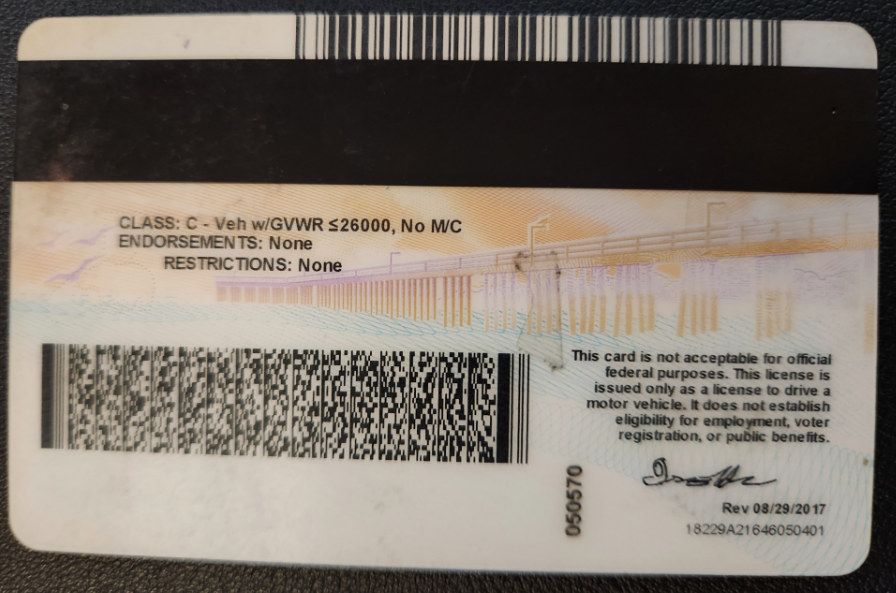 CLASS: C - Veh w/GVWR ≤26000, No M/C
ENDORSEMENTS: None
RESTRICTIONS: None
This card is not acceptable for official
federal purposes. This license is
issued only as a license to drive a
motor vehicle. It does not establish
eligibility for employment, voter
registration, or public benefits.
050570
Rev 08/29/2017
18229A21646050401